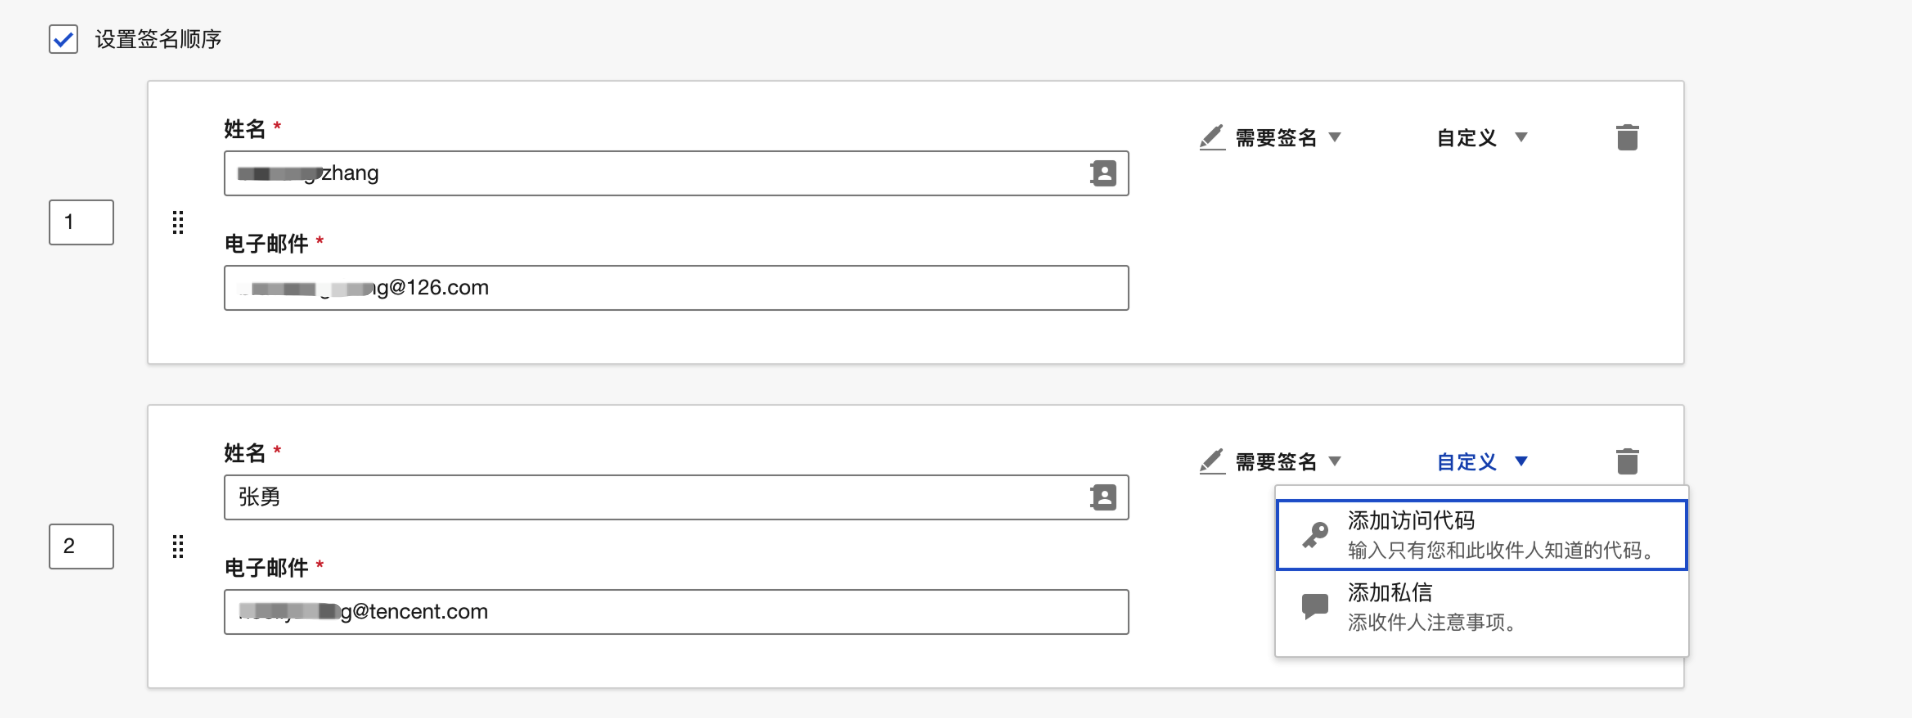 设置签名顺序
姓名 *
zhang
需要签名
自定义
1
电子邮件 *
@126.com
姓名 *
张勇
需要签名
自定义
添加访问代码
输入只有您和此收件人知道的代码。
2
电子邮件 *
g@tencent.com
添加私信
添收件人注意事项。